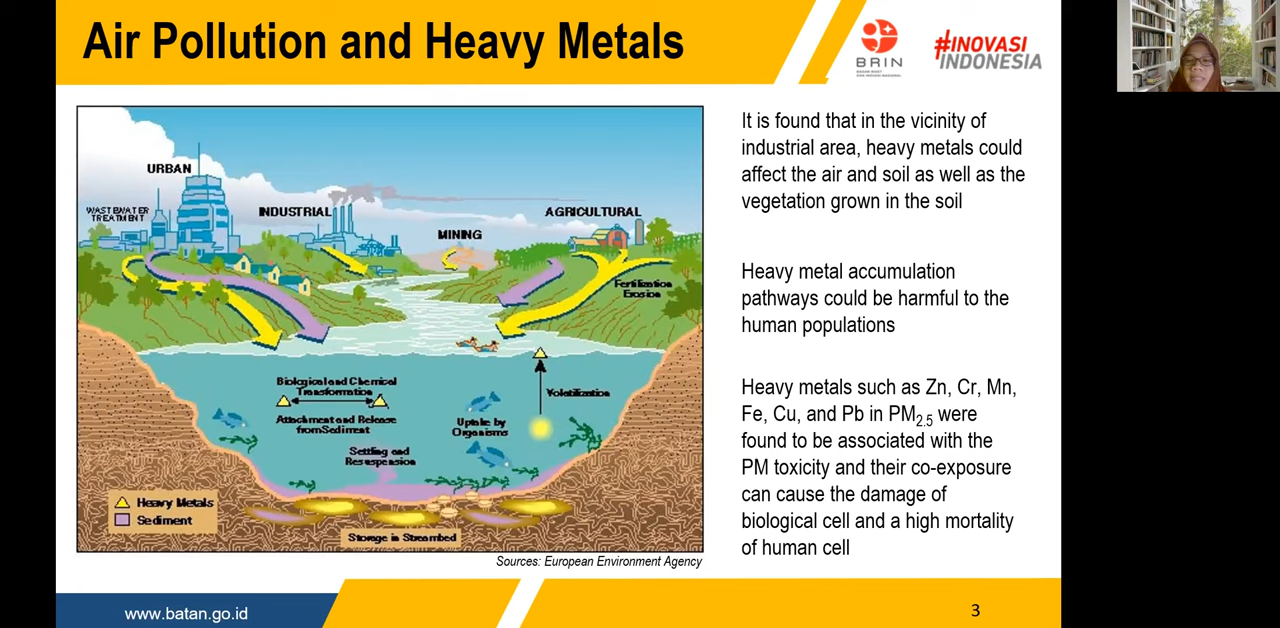 Air Pollution and Heavy Metals
BRIN
#INOVASI
INDONESIA
URBAN
WASTEWATER
TREATMENT
INDUSTRIAL
MINING
AGRICULTURAL
Fertilization
Erosion
Biological and Chemical
Transformation
Attachment and Release
from Sediment
Volatilization
Uptake by
Organisms
Settling and
Resuspension
Heavy Metals
Sediment
Storage in Streambed
Sources: European Environment Agency
It is found that in the vicinity of
industrial area, heavy metals could
affect the air and soil as well as the
vegetation grown in the soil
Heavy metal accumulation
pathways could be harmful to the
human populations
Heavy metals such as Zn, Cr, Mn,
Fe, Cu, and Pb in PM2.5 were
found to be associated with the
PM toxicity and their co-exposure
can cause the damage of
biological cell and a high mortality
of human cell
www.batan.go.id
3